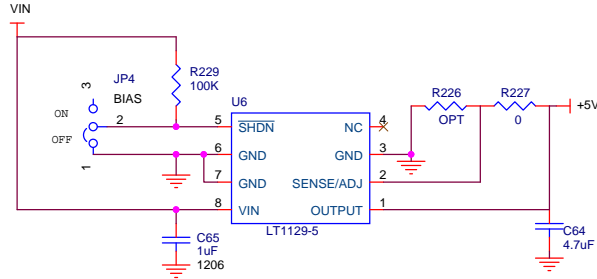 VIN
3
JP4
BIAS
ON
OFF
2
1
R229
100K
U6
5
SHDN
6
GND
7
GND
8
VIN
NC
4
GND
3
SENSE/ADJ
2
OUTPUT
1
LT1129-5
R226
OPT
R227
0
+5V
C65
1uF
1206
C64
4.7uF